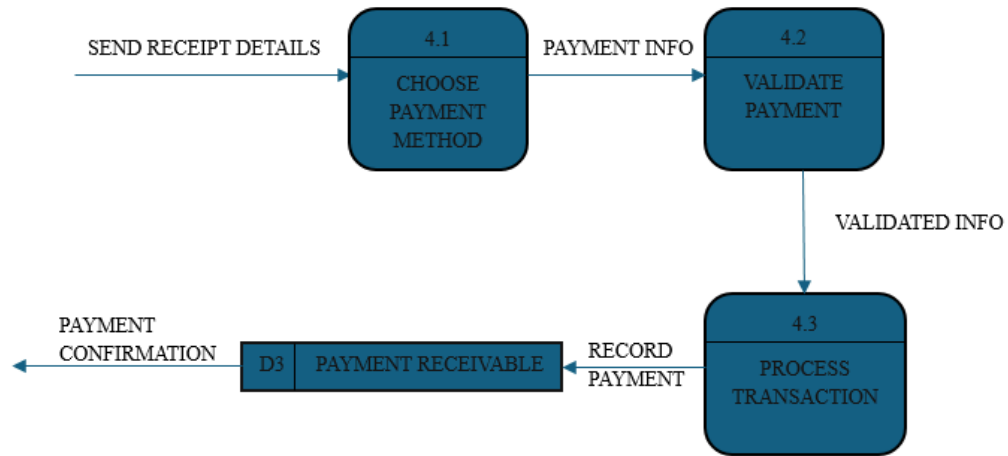 SEND RECEIPT DETAILS
4.1
CHOOSE
PAYMENT
METHOD
PAYMENT INFO
4.2
VALIDATE
PAYMENT
VALIDATED INFO
4.3
PROCESS
TRANSACTION
RECORD
PAYMENT
D3
PAYMENT RECEIVABLE
PAYMENT
CONFIRMATION